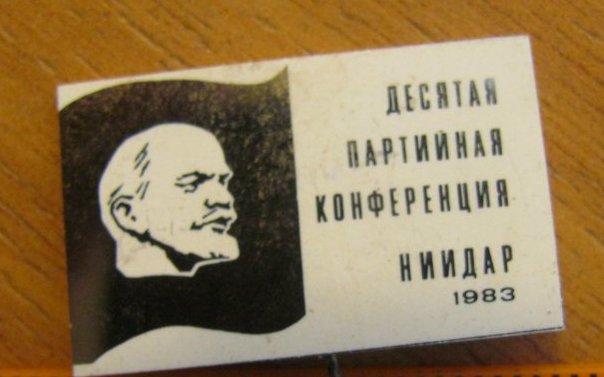 ДЕСЯТАЯ
ПАРТИЙНАЯ
КОНФЕРЕНЦИЯ
НИИДАР
1983